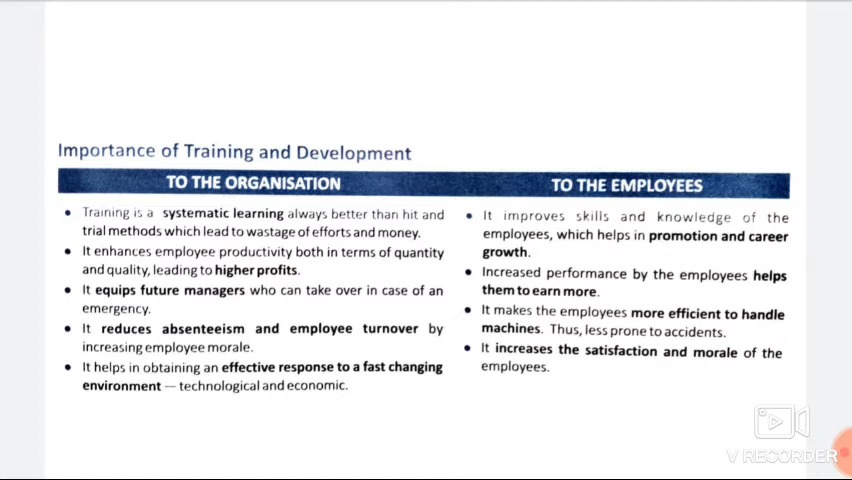 Importance of Training and Development
TO THE ORGANISATION
• Training is a systematic learning always better than hit and
trial methods which lead to wastage of efforts and money.
• It enhances employee productivity both in terms of quantity
and quality, leading to higher profits.
• It equips future managers who can take over in case of an
emergency.
• It reduces absenteeism and employee turnover by
increasing employee morale.
• It helps in obtaining an effective response to a fast changing
environment — technological and economic.
TO THE EMPLOYEES
• It improves skills and knowledge of the
employees, which helps in promotion and career
growth.
• Increased performance by the employees helps
them to earn more.
• It makes the employees more efficient to handle
machines. Thus, less prone to accidents.
• It increases the satisfaction and morale of the
employees.
V RECORDER